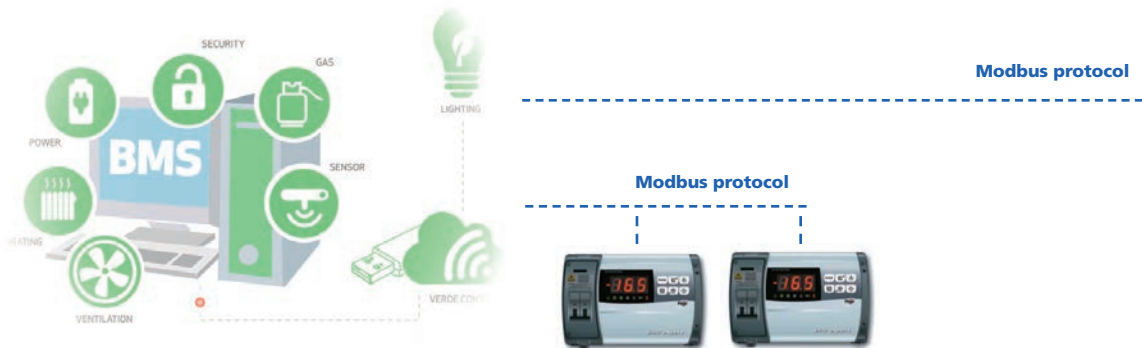 SECURITY
GAS
LIGHTING
POWER
BMS
SENSOR
VENTILATION
Modbus protocol
Modbus protocol
-16.5
-16.5